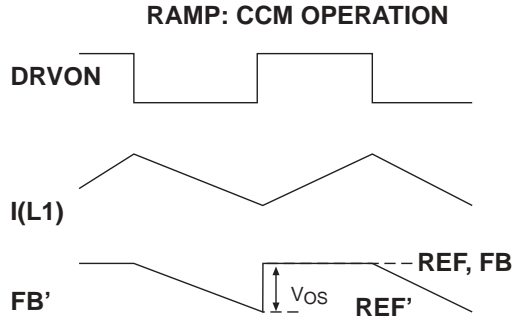 RAMP: CCM OPERATION
DRVON
I(L1)
REF, FB
FB'
VOS
REF'